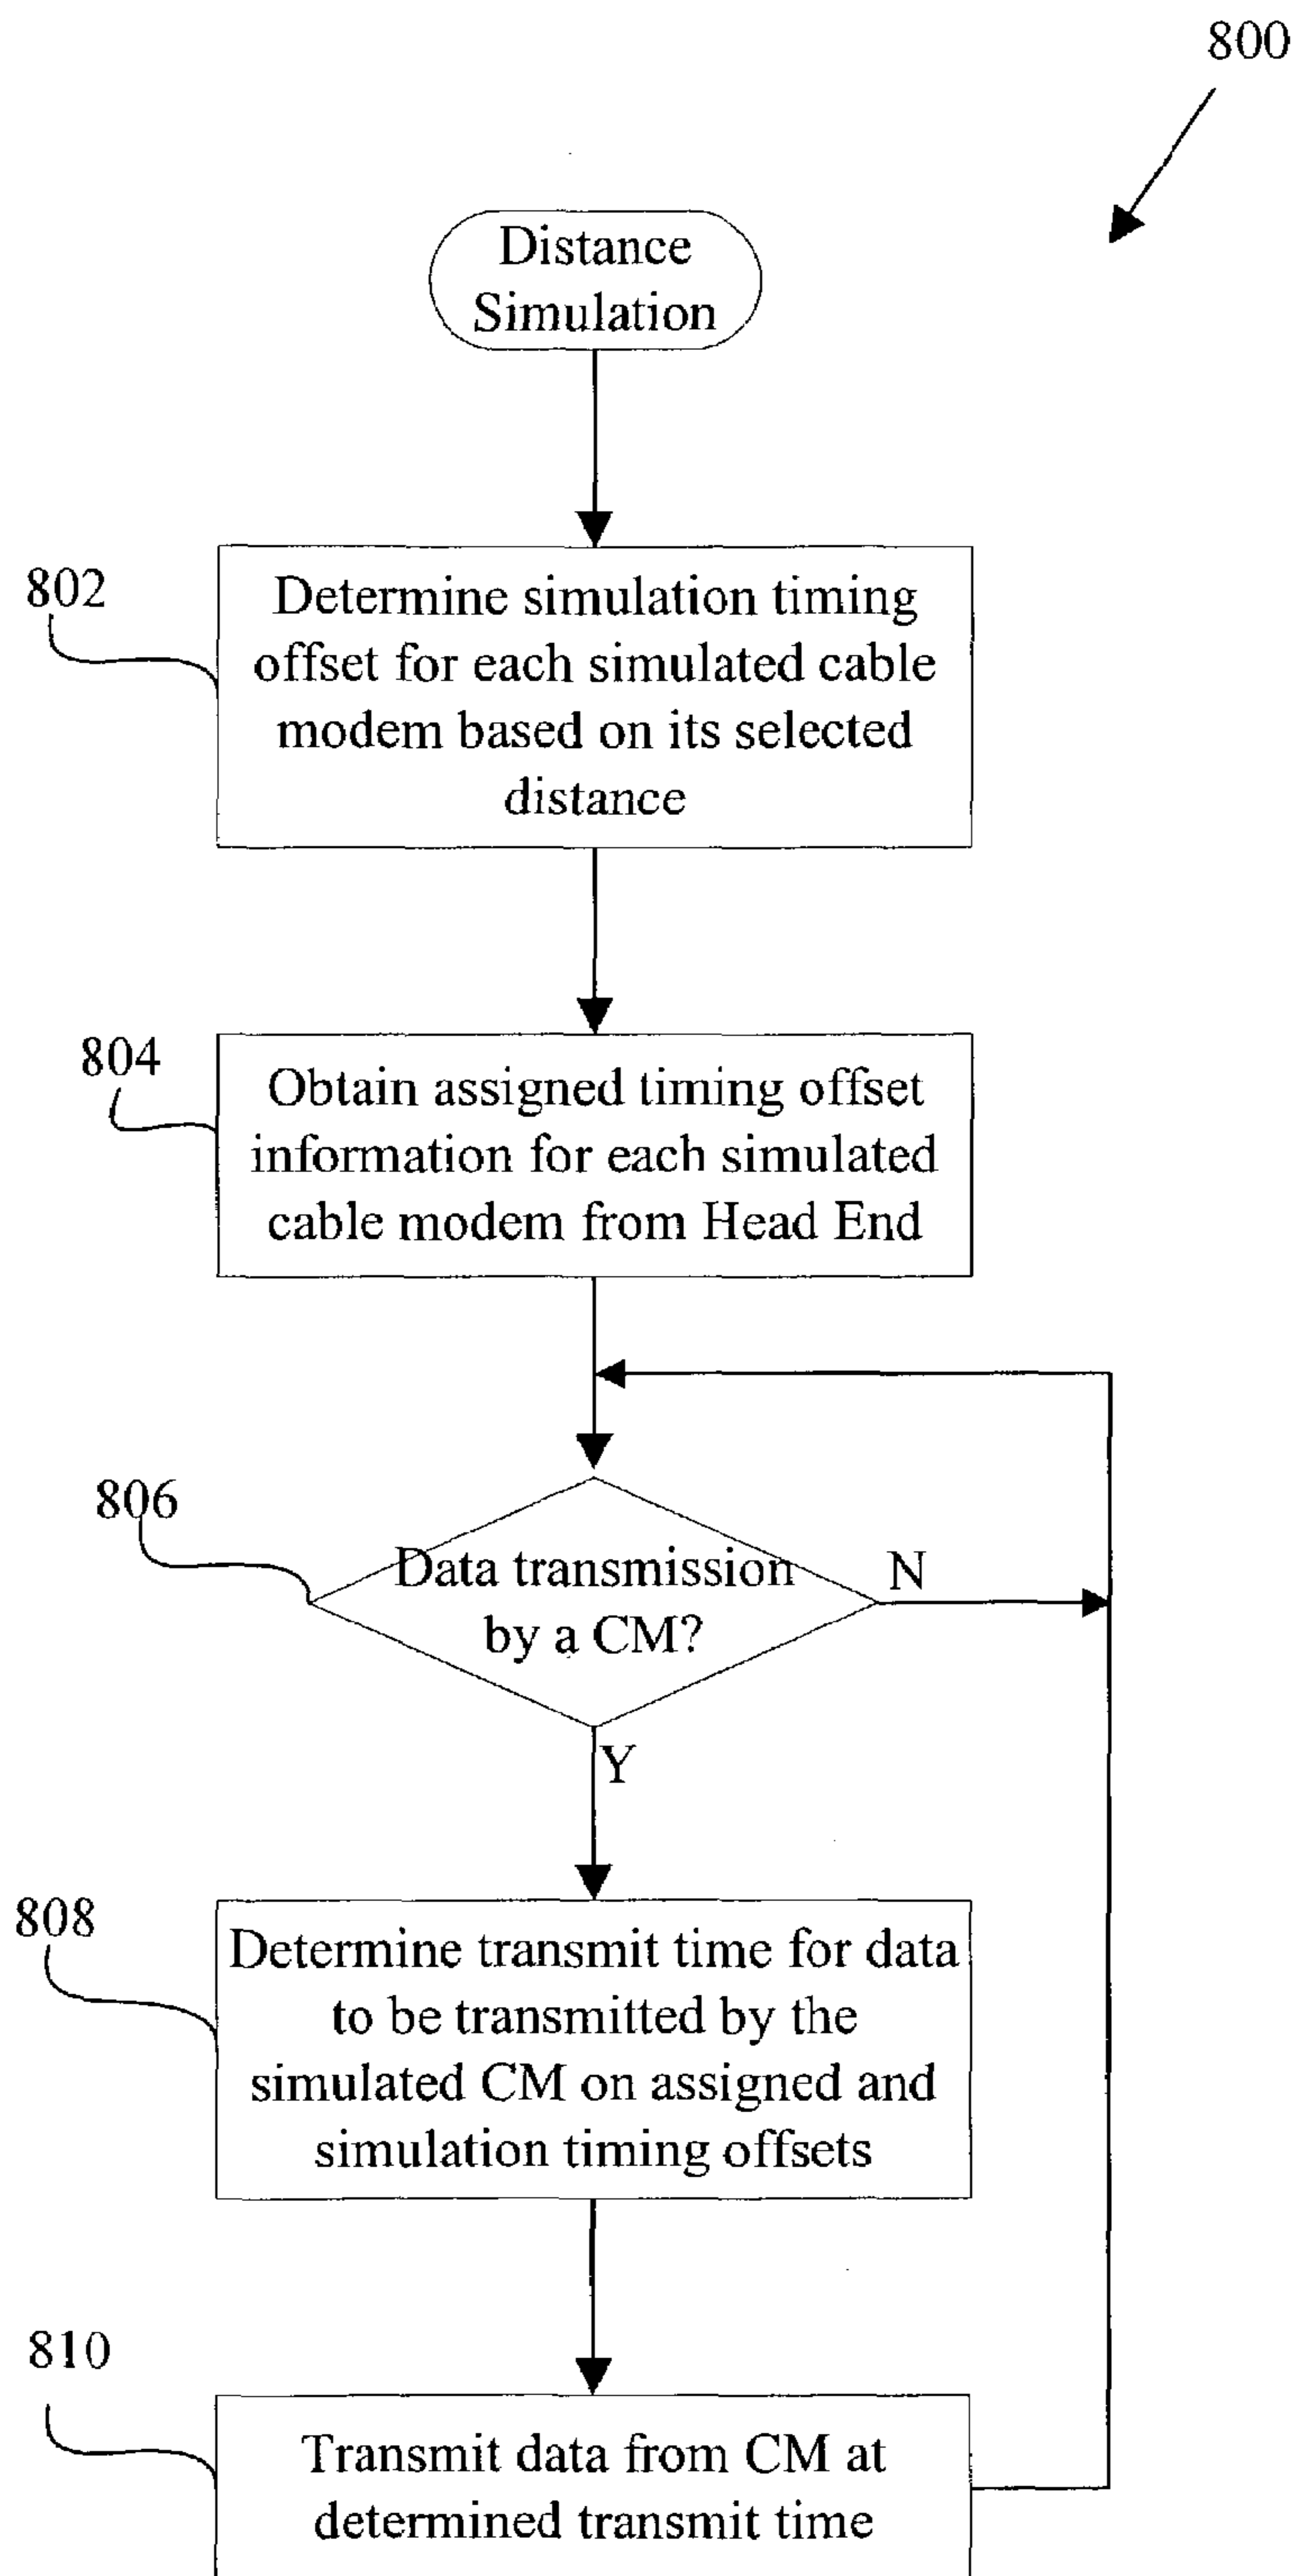 800
Distance
Simulation
802
Determine simulation timing
offset for each simulated cable
modem based on its selected
distance
804
Obtain assigned timing offset
information for each simulated
cable modem from Head End
806
Data transmission
by a CM?
N
Y
808
Determine transmit time for data
to be transmitted by the
simulated CM on assigned and
simulation timing offsets
810
Transmit data from CM at
determined transmit time